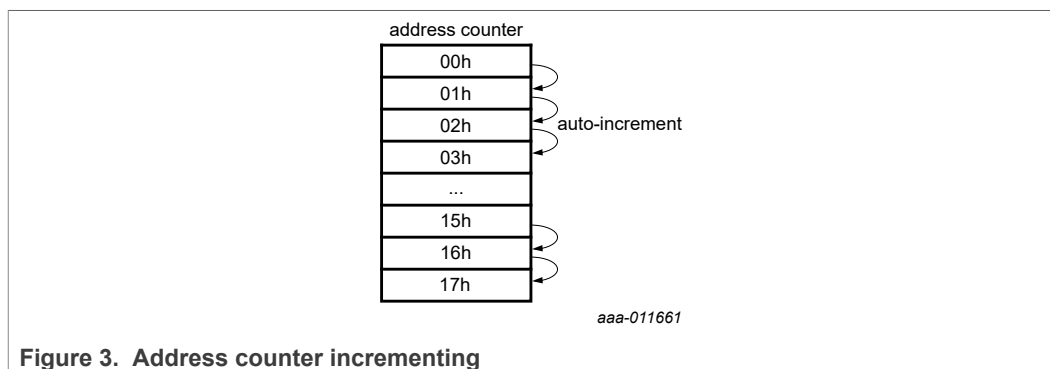 address counter
00h
01h
02h
auto-increment
03h
...
15h
16h
17h
aaa-011661
Figure 3. Address counter incrementing